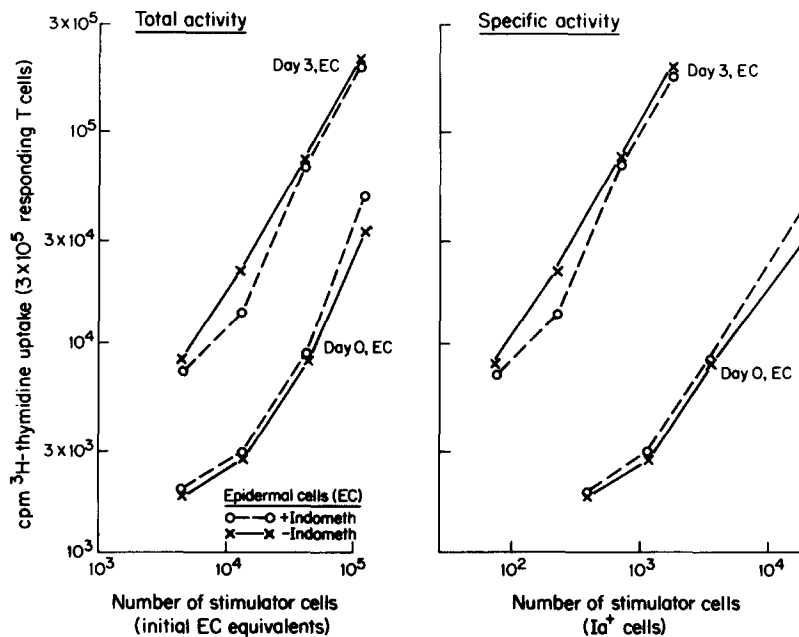 Total activity
Specific activity
cpm ³H-thymidine uptake (3×10⁵ responding T cells)
3×10⁵
10⁵
3×10⁴
10⁴
3×10³
10³
Day 3, EC
Day 0, EC
Epidermal cells (EC)
+Indometh
-Indometh
10³
10⁴
10⁵
Number of stimulator cells
(initial EC equivalents)
Day 3, EC
Day 0, EC
10²
10³
10⁴
Number of stimulator cells
(Ia⁺ cells)